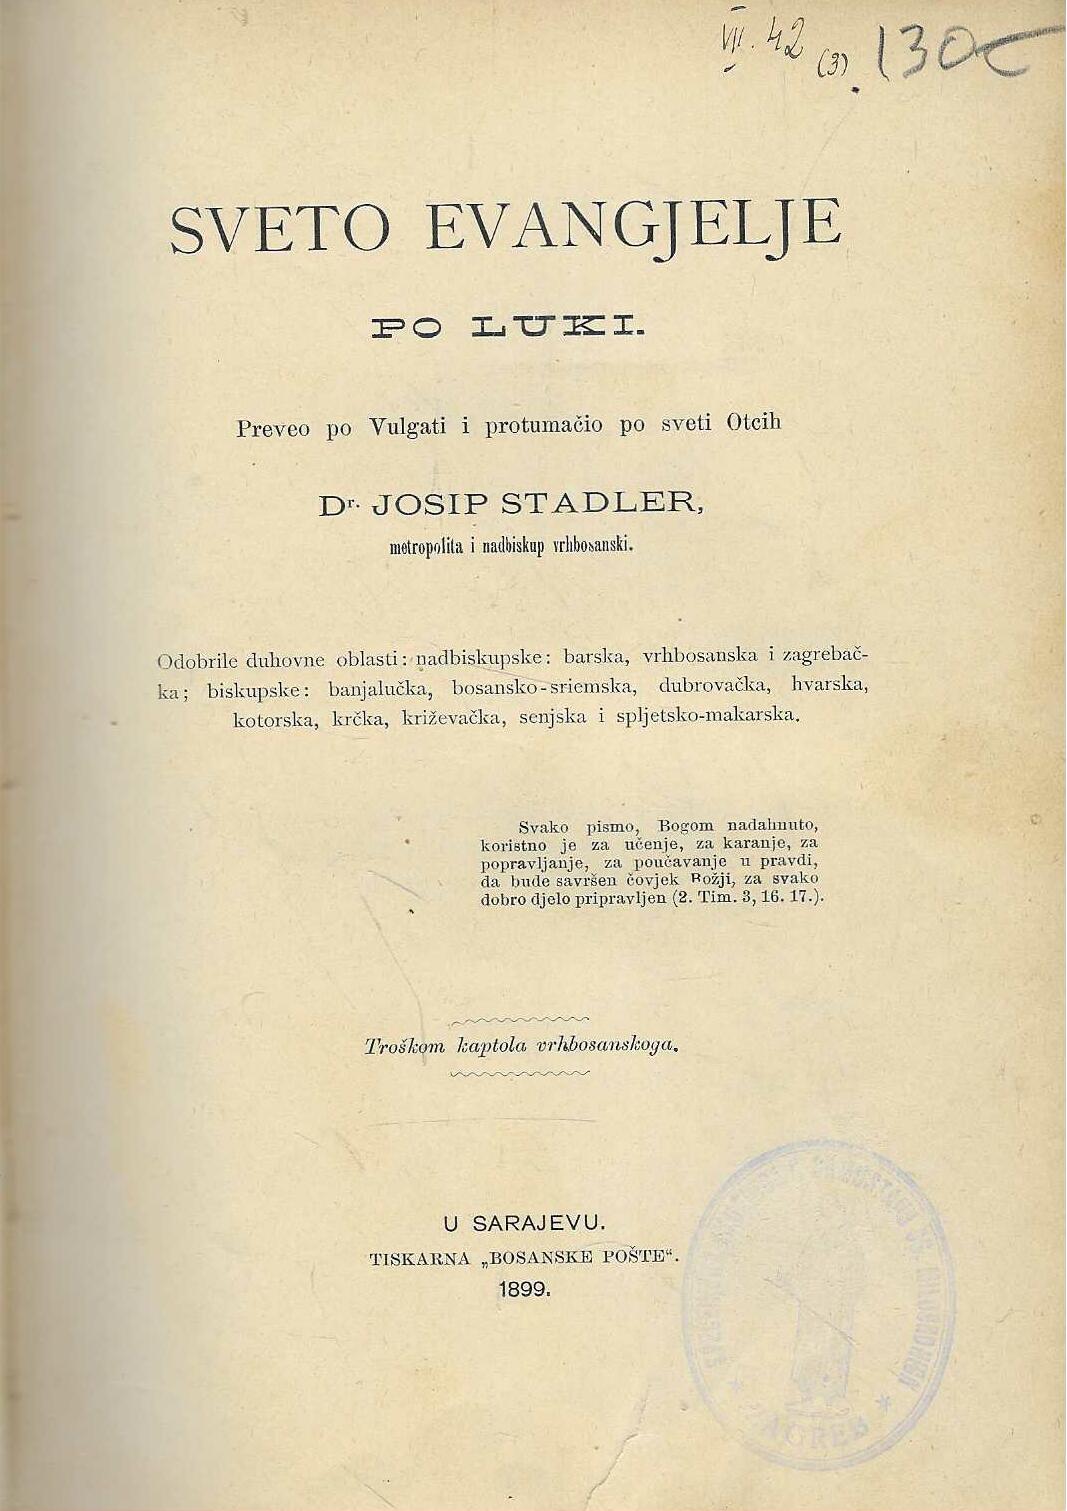 VII. 42 (3). 130
SVETO EVANGJELJE
PO LUKI.
Preveo po Vulgati i protumačio po sveti Otcih
Dr. JOSIP STADLER,
metropolita i nadbiskup vrhbosanski.
Odobrile duhovne oblasti: nadbiskupske: barska, vrhbosanska i zagrebač-
ka; biskupske: banjalučka, bosansko-sriemska, dubrovačka, hvarska,
kotorska, krčka, križevačka, senjska i spljetsko-makarska.
Svako pismo, Bogom nadahnuto,
koristno je za učenje, za karanje, za
popravljanje, za poučavanje u pravdi,
da bude savršen čovjek Božji, za svako
dobro djelo pripravljen (2. Tim. 3, 16. 17.).
Troškom kaptola vrhbosanskoga.
U SARAJEVU.
TISKARNA „BOSANSKE POŠTE“.
1899.
ZAGREB